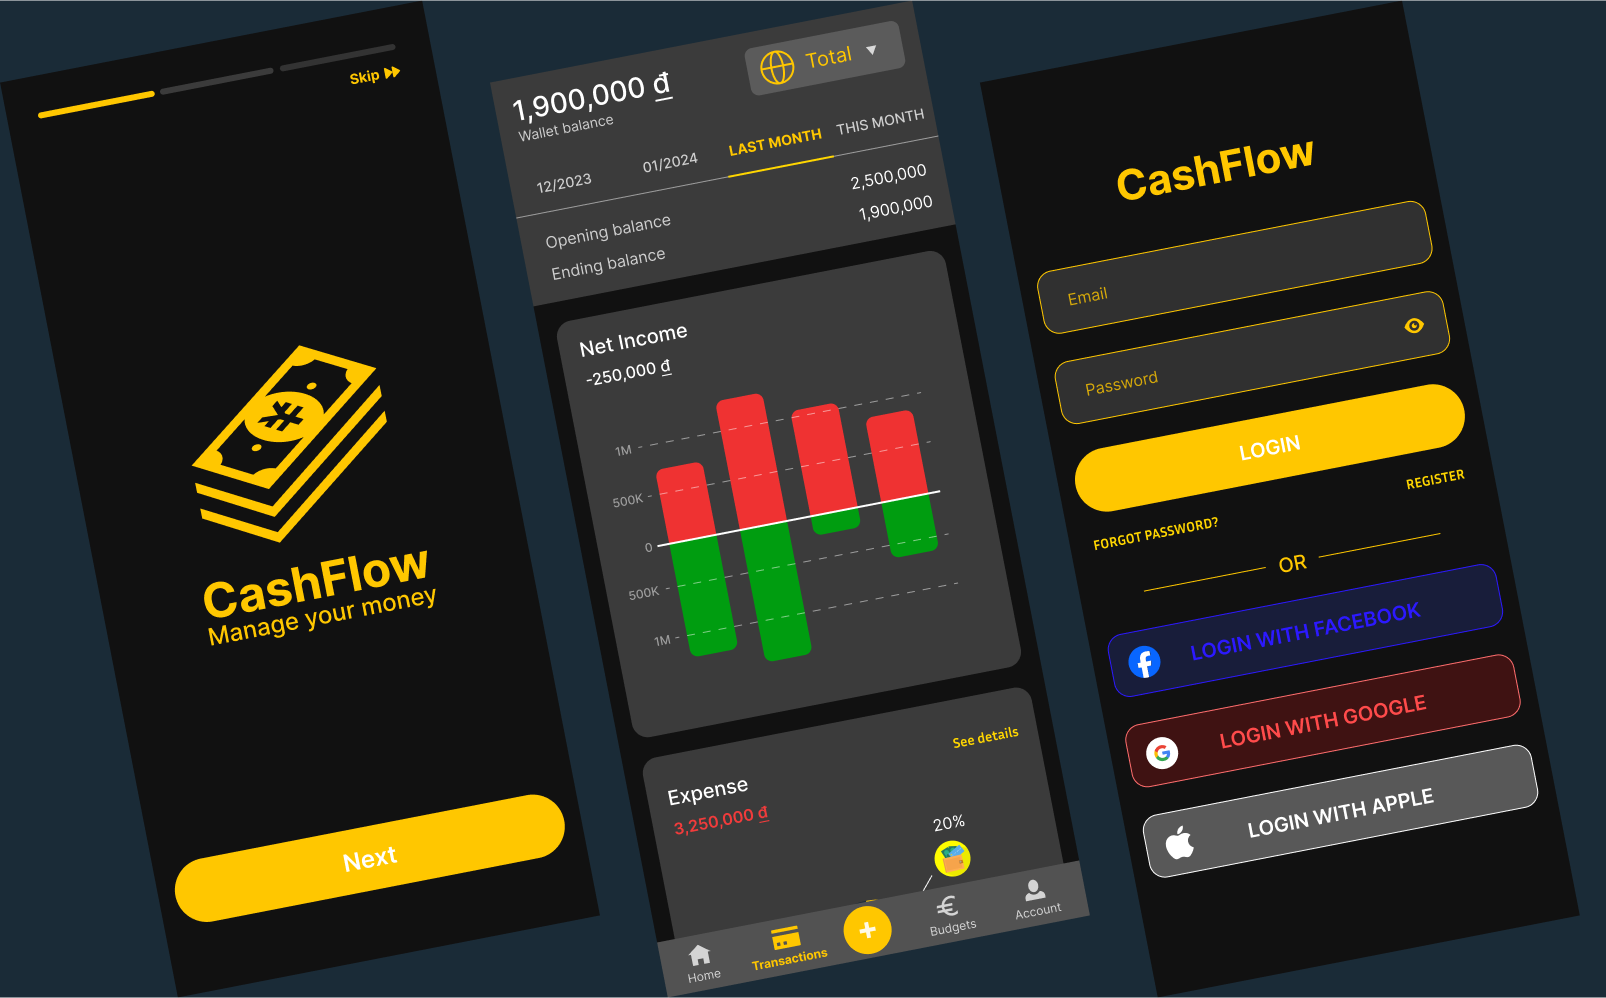 Skip
CashFlow
Manage your money
Next
1,900,000 ₫
Wallet balance
Total
12/2023
01/2024
LAST MONTH
THIS MONTH
Opening balance
2,500,000
Ending balance
1,900,000
Net Income
-250,000 ₫
1M
500K
0
500K
1M
Expense
See details
3,250,000 ₫
20%
Home
Transactions
Budgets
Account
CashFlow
Email
Password
LOGIN
REGISTER
FORGOT PASSWORD?
OR
LOGIN WITH FACEBOOK
LOGIN WITH GOOGLE
LOGIN WITH APPLE